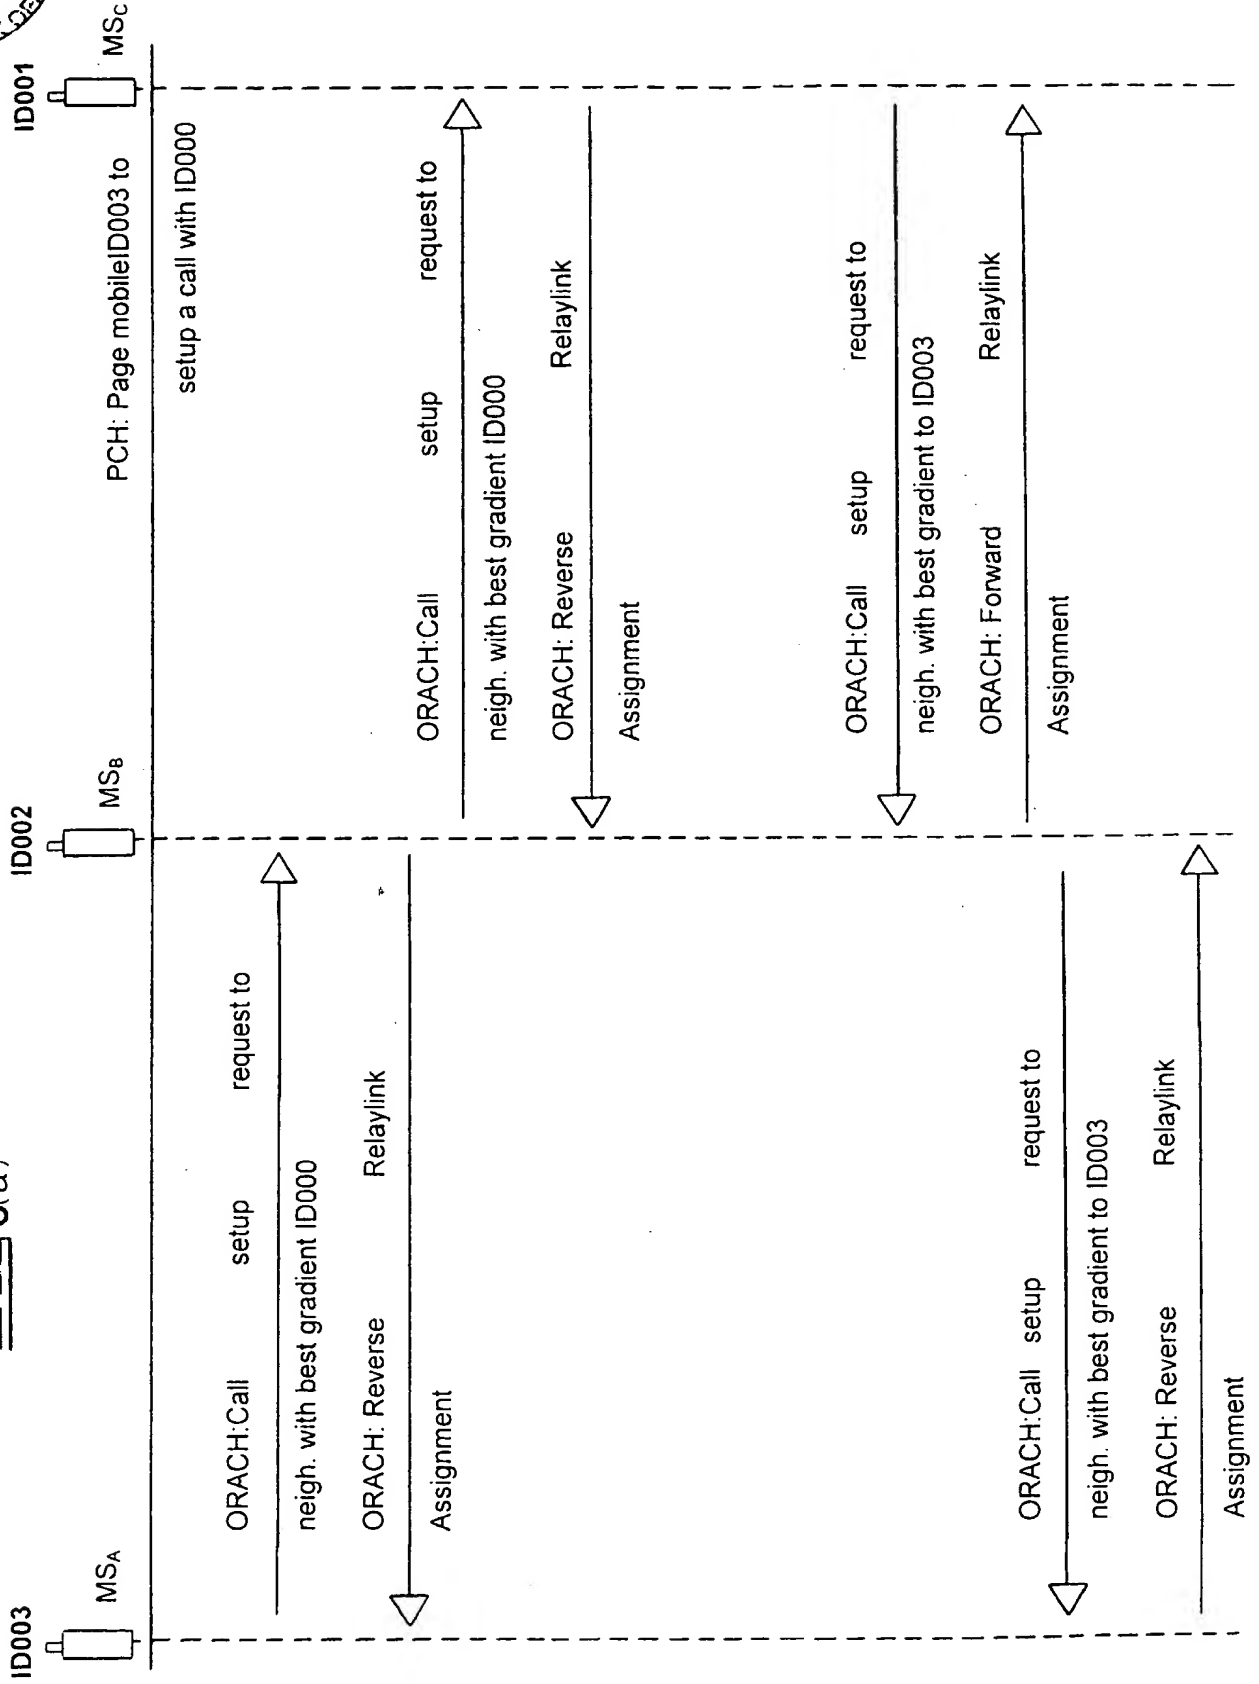 ID003
ID002
ID001
MSA
MSB
MSC
PCH: Page mobileID003 to
setup a call with ID000
ORACH:Call setup request to
neigh. with best gradient ID000
ORACH: Reverse Relaylink
Assignment
ORACH:Call setup request to
neigh. with best gradient ID000
ORACH: Reverse Relaylink
Assignment
ORACH:Call setup request to
neigh. with best gradient to ID003
ORACH: Forward Relaylink
Assignment
ORACH:Call setup request to
neigh. with best gradient to ID003
ORACH: Reverse Relaylink
Assignment